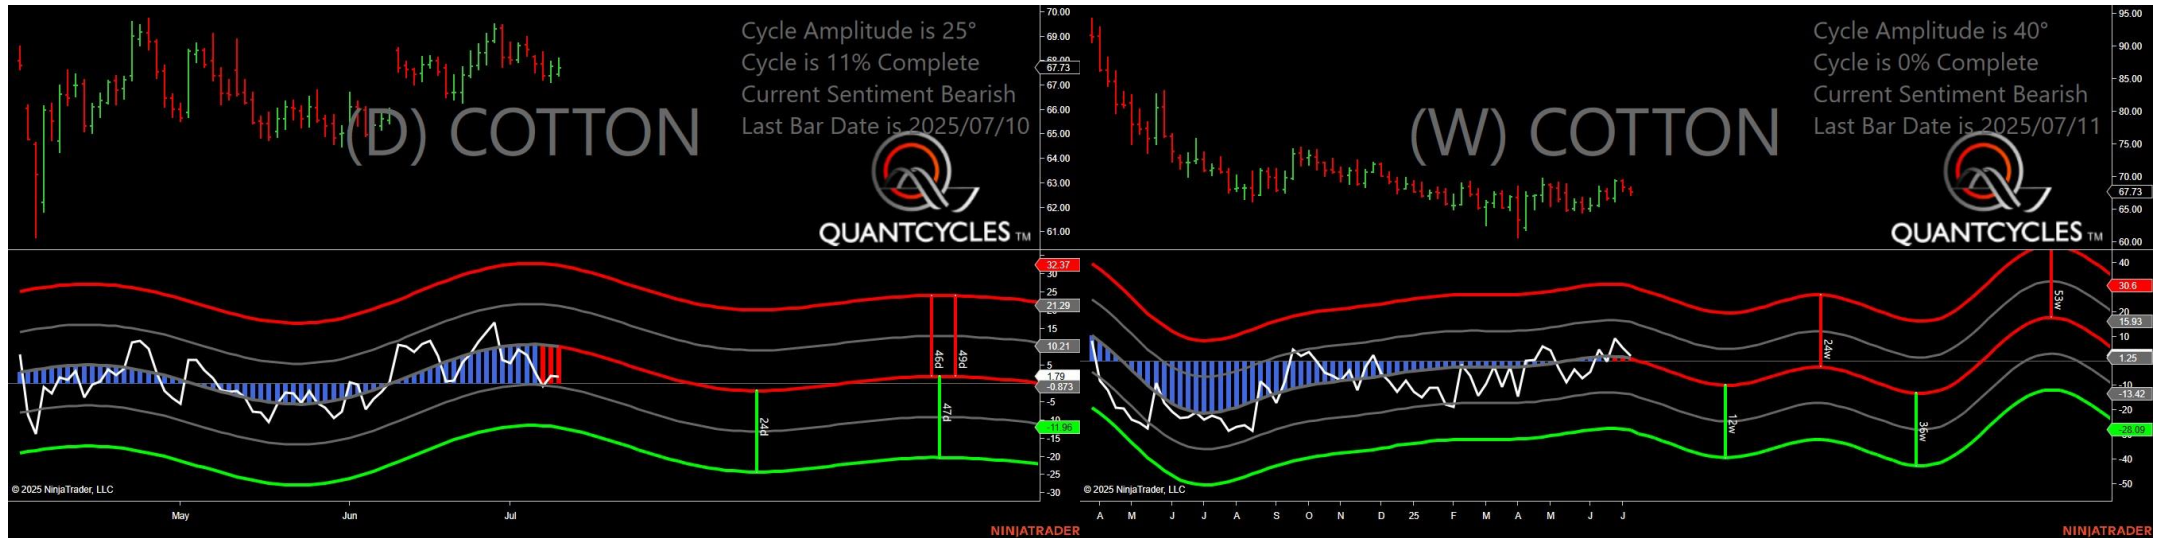 Cycle Amplitude is 25°
Cycle is 11% Complete
Current Sentiment Bearish
Last Bar Date is 2025/07/10
(D) COTTON
QUANTCYCLES TM
70.00
69.00
68.00
67.73
67.00
66.00
65.00
64.00
63.00
62.00
61.00
32.37
30
25
21.29
15
10.21
5
1.79
-0.873
-5
-10
-11.96
-15
-20
-25
-30
24d
46d
49d
47d
© 2025 NinjaTrader, LLC
May Jun Jul
NINJATRADER
Cycle Amplitude is 40°
Cycle is 0% Complete
Current Sentiment Bearish
Last Bar Date is 2025/07/11
(W) COTTON
QUANTCYCLES TM
95.00
90.00
85.00
80.00
75.00
70.00
67.73
65.00
60.00
40
30.6
20
15.93
10
1.25
-10
-13.42
-20
-28.09
-40
-50
12w
24w
36w
53w
© 2025 NinjaTrader, LLC
A M J J A S O N D 25 F M A M J J
NINJATRADER